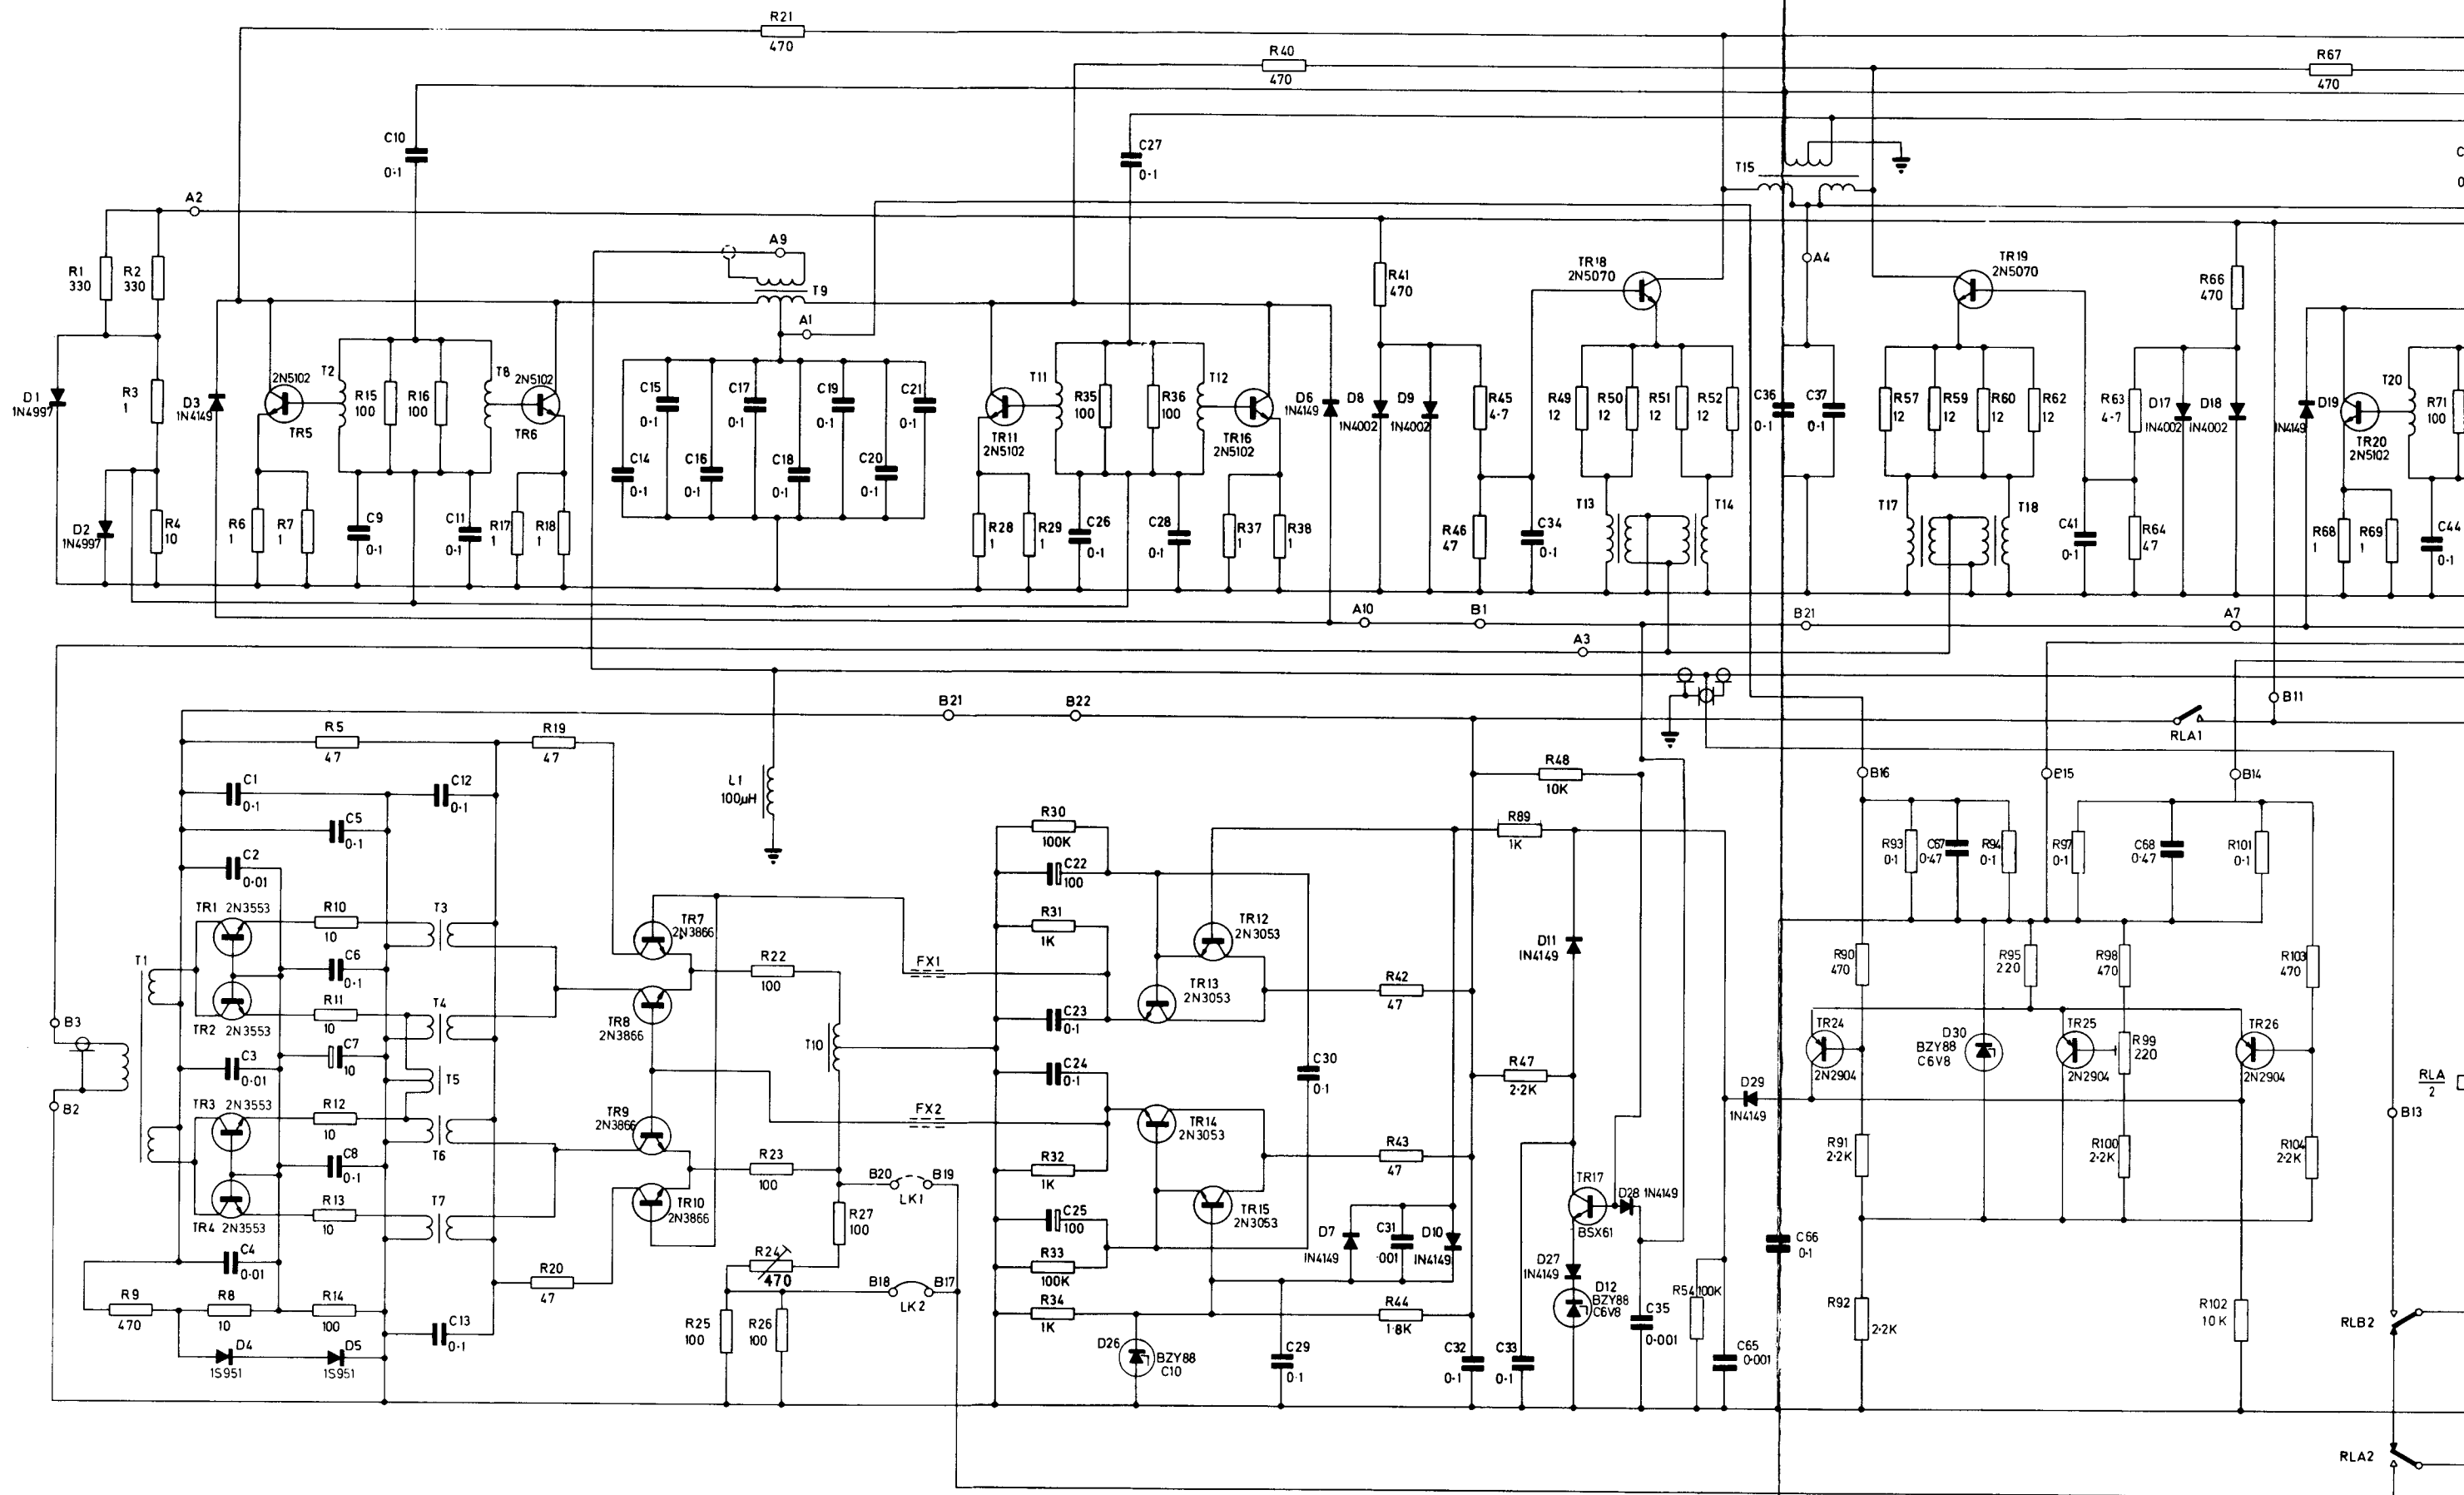 R21
470
R40
470
R67
470
C10
0·1
C27
0·1
T15
A2
A9
T9
A1
A4
R1
330
R2
330
R3
1
D1
1N4997
D2
1N4997
R4
10
D3
1N4149
2N5102
TR5
T2
R15
100
R16
100
T8
2N5102
TR6
R6
1
R7
1
C9
0·1
C11
0·1
R17
1
R18
1
C14
0·1
C15
0·1
C16
0·1
C17
0·1
C18
0·1
C19
0·1
C20
0·1
C21
0·1
TR11
2N5102
T11
R35
100
R36
100
T12
TR16
2N5102
R28
1
R29
1
C26
0·1
C28
0·1
R37
1
R38
1
D6
1N4149
R41
470
D8
1N4002
D9
1N4002
R45
4·7
R46
47
C34
0·1
TR18
2N5070
R49
12
R50
12
R51
12
R52
12
T13
T14
C36
0·1
C37
0·1
TR19
2N5070
R57
12
R59
12
R60
12
R62
12
T17
T18
C41
0·1
R63
4·7
R64
47
D17
1N4002
D18
1N4002
R66
470
D19
1N4149
TR20
2N5102
T20
R71
100
R68
1
R69
1
C44
0·1
A10
B1
B21
A7
A3
B11
B21
B22
RLA1
R5
47
R19
47
C1
0·1
C12
0·1
C5
0·1
C2
0·01
L1
100µH
TR1 2N3553
R10
10
T3
C6
0·1
T1
R11
10
T4
TR2 2N3553
B3
B2
C3
0·01
C7
10
T5
TR3 2N3553
R12
10
T6
C8
0·1
TR4 2N3553
R13
10
T7
C4
0·01
R20
47
R9
470
R8
10
R14
100
C13
0·1
D4
1S951
D5
1S951
TR7
2N3866
TR8
2N3866
TR9
2N3866
TR10
2N3866
R22
100
T10
R23
100
R27
100
R24
470
R25
100
R26
100
FX1
FX2
B20
B19
LK1
B18
B17
LK2
R30
100K
C22
100
R31
1K
C23
0·1
C24
0·1
R32
1K
C25
100
R33
100K
R34
1K
TR12
2N3053
TR13
2N3053
TR14
2N3053
TR15
2N3053
C30
0·1
R42
47
R43
47
D7
1N4149
C31
·001
D10
1N4149
R44
1·8K
D26
BZY88
C10
C29
0·1
C32
0·1
C33
0·1
R48
10K
R89
1K
D11
1N4149
R47
2·2K
TR17
BSX61
D28 1N4149
D27
1N4149
D12
BZY88
C6V8
C35
0·001
R54 100K
C65
0·001
D29
1N4149
C66
0·1
B16
B15
B14
R93
0·1
C67
0·47
R94
0·1
R97
0·1
C68
0·47
R101
0·1
R90
470
R95
220
R98
470
R103
470
TR24
2N2904
D30
BZY88
C6V8
TR25
2N2904
R99
220
TR26
2N2904
R91
2·2K
R100
2·2K
R104
2·2K
R92
2·2K
R102
10K
RLA
2
B13
RLB2
RLA2